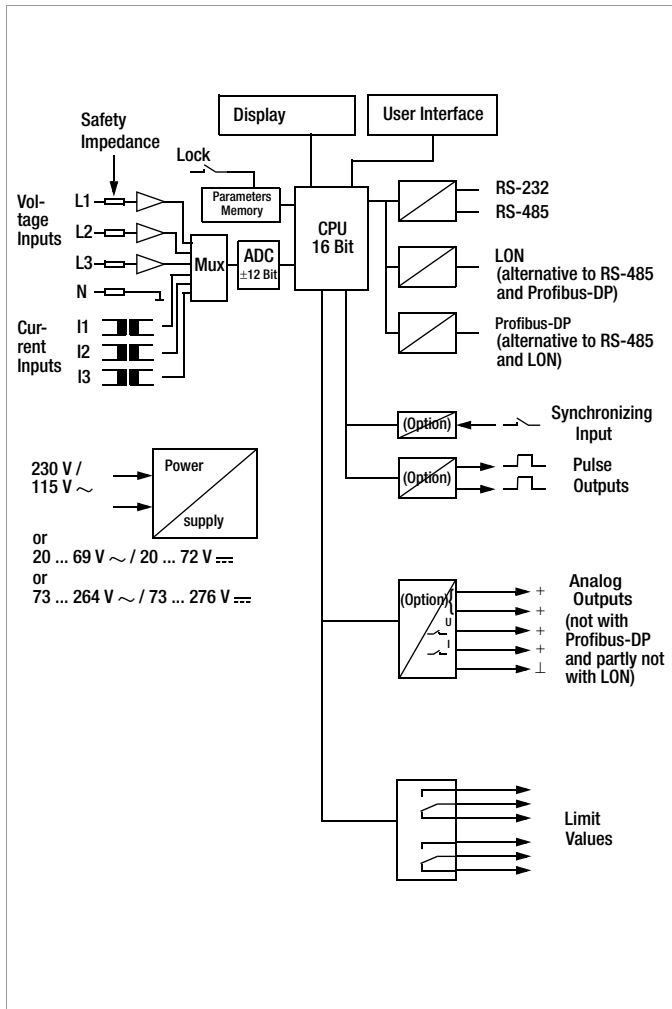 Display
User Interface
Safety
Impedance
Lock
Parameters
Memory
CPU
16 Bit
RS-232
RS-485
Vol-
tage
Inputs
L1
L2
L3
N
Mux
ADC
±12 Bit
LON
(alternative to RS-485
and Profibus-DP)
Cur-
rent
Inputs
I1
I2
I3
Profibus-DP
(alternative to RS-485
and LON)
(Option)
Synchronizing
Input
(Option)
Pulse
Outputs
230 V /
115 V ~
Power
supply
or
20 ... 69 V ~ / 20 ... 72 V ⎓
or
73 ... 264 V ~ / 73 ... 276 V ⎓
(Option)
U
I
+
+
+
+
⊥
Analog
Outputs
(not with
Profibus-DP
and partly not
with LON)
Limit
Values